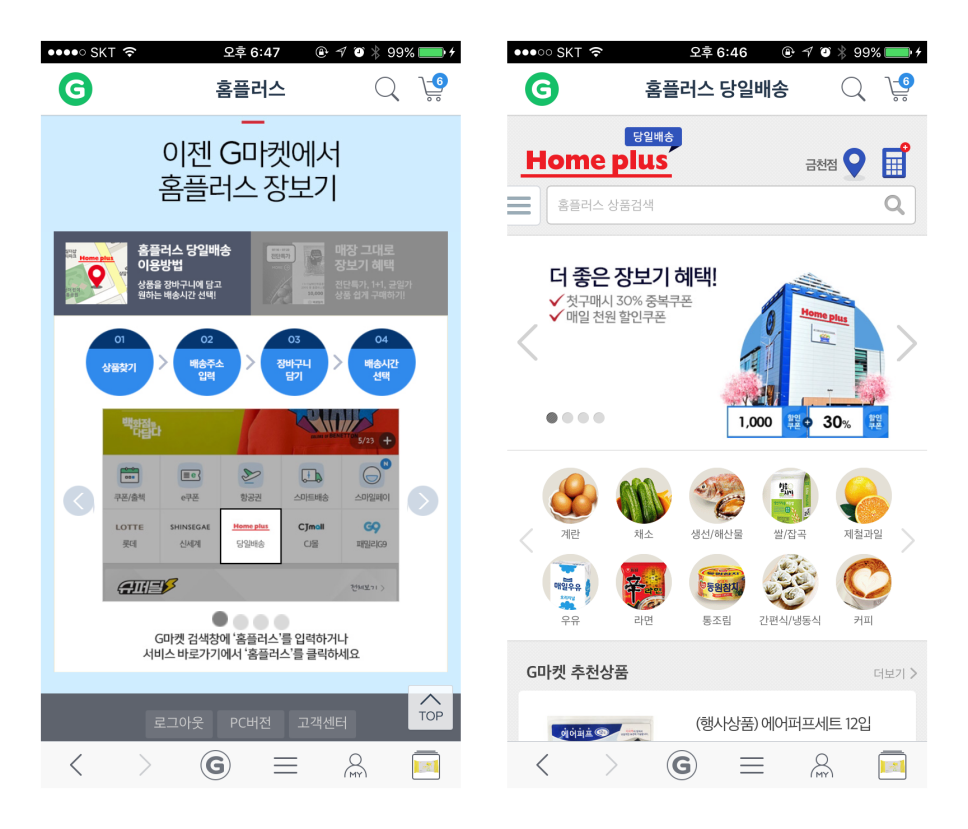 SKT
오후 6:47
99%
G
홈플러스
6
이젠 G마켓에서
홈플러스 장보기
Home plus
홈플러스 당일배송
이용방법
상품을 장바구니에 담고
원하는 배송시간 선택!
전단특가
매장 그대로
장보기 혜택
전단특가, 1+1, 균일가
상품 쉽게 구매하기!
01
상품찾기
02
배송주소
입력
03
장바구니
담기
04
배송시간
선택
5/23 +
N
쿠폰/출첵
e쿠폰
항공권
스마트배송
스마일페이
LOTTE
SHINSEGAE
Home plus
CJmall
G9
롯데
신세계
당일배송
CJ몰
패밀리G9
슈퍼딜
전체보기 >
G마켓 검색창에 '홈플러스'를 입력하거나
서비스 바로가기에서 '홈플러스'를 클릭하세요
로그아웃
PC버전
고객센터
TOP
G
MY
SKT
오후 6:46
99%
G
홈플러스 당일배송
6
당일배송
Home plus
금천점
홈플러스 상품검색
더 좋은 장보기 혜택!
첫구매시 30% 중복쿠폰
매일 천원 할인쿠폰
Home plus
1,000 할인쿠폰 + 30% 할인쿠폰
계란
채소
생선/해산물
쌀/잡곡
제철과일
매일우유
辛
동원참치
우유
라면
통조림
간편식/냉동식
커피
G마켓 추천상품
더보기 >
에어퍼프
(행사상품) 에어퍼프세트 12입
G
MY